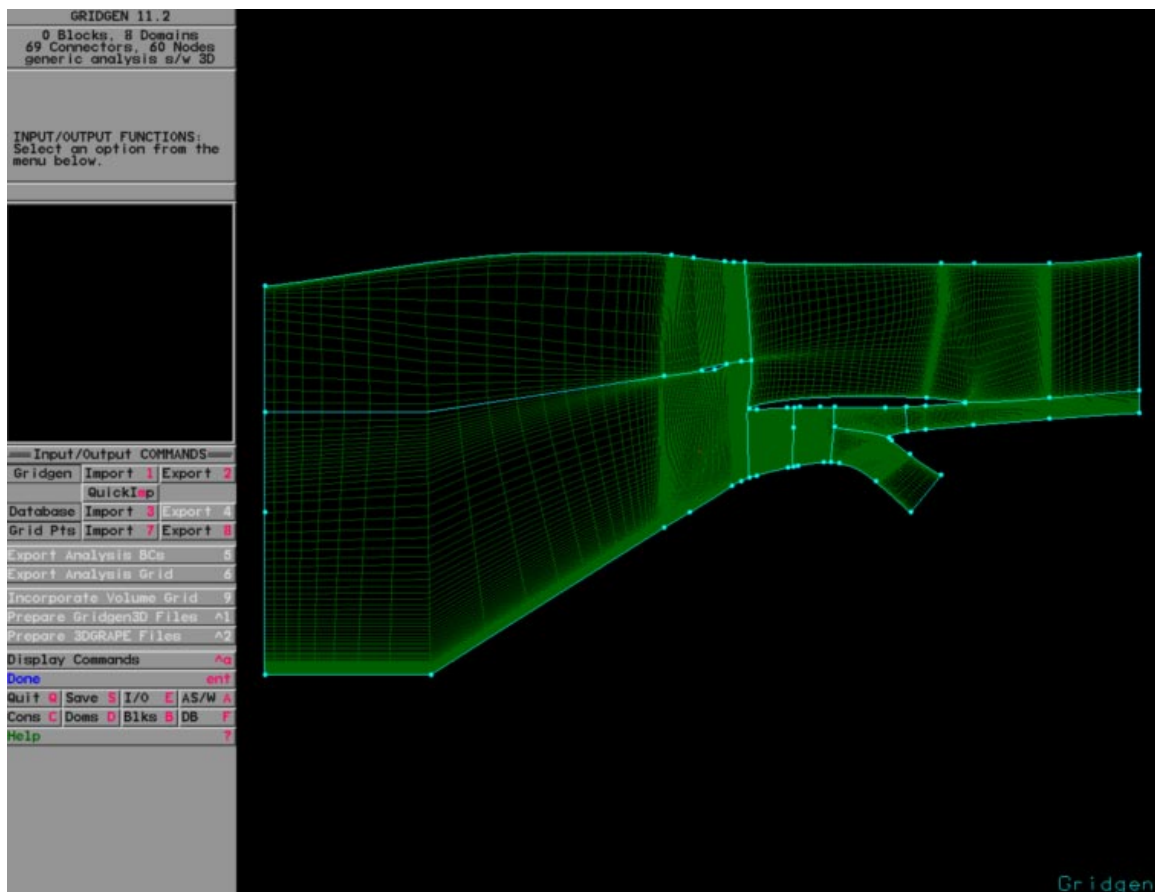 GRIDGEN 11.2
0 Blocks, 8 Domains
69 Connectors, 60 Nodes
generic analysis s/w 3D
INPUT/OUTPUT FUNCTIONS:
Select an option from the
menu below.
Input/Output COMMANDS
Gridgen Import 1 Export 2
QuickImp
Database Import 3 Export 4
Grid Pts Import 7 Export 8
Export Analysis BCs 5
Export Analysis Grid 6
Incorporate Volume Grid 9
Prepare Gridgen3D Files ^1
Prepare 3DGRAPE Files ^2
Display Commands ^a
Done ent
Quit Q Save S I/O E AS/W A
Cons C Doms D Blks B DB F
Help ?
Gridgen